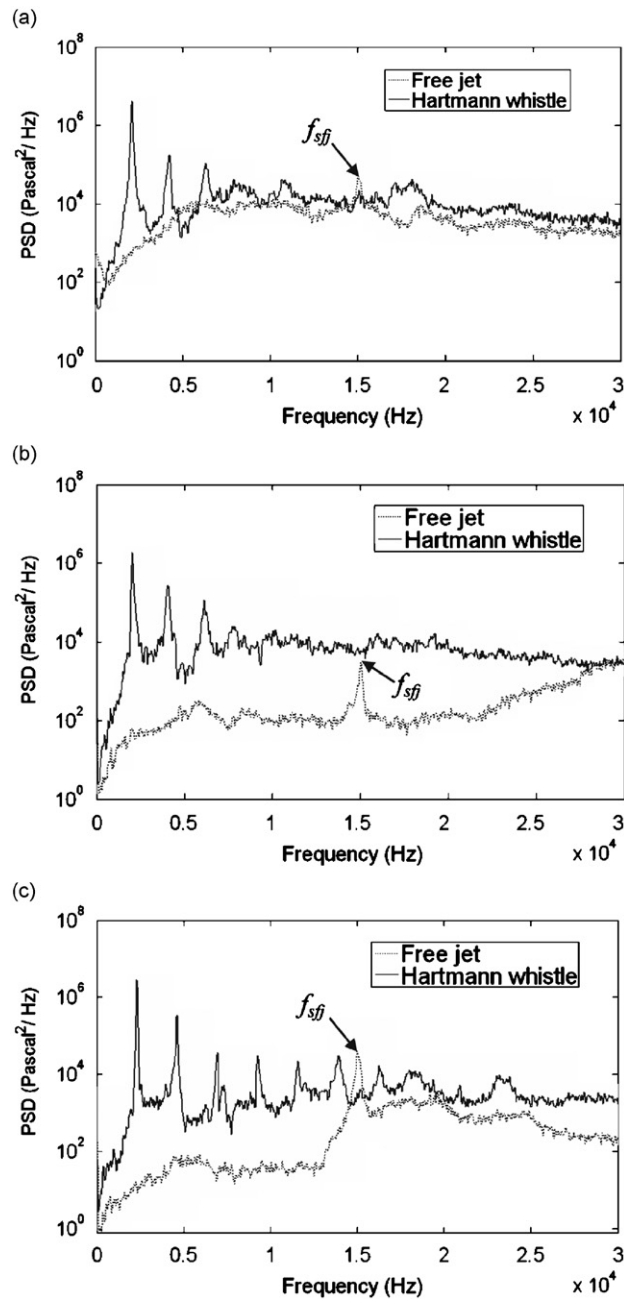 (a)
10^8
Free jet
Hartmann whistle
10^6
f_sfj
10^4
PSD (Pascal^2/ Hz)
10^2
10^0
0 0.5 1 1.5 2 2.5 3
Frequency (Hz) x 10^4
(b)
10^8
Free jet
Hartmann whistle
10^6
10^4
f_sfj
PSD (Pascal^2/ Hz)
10^2
10^0
0 0.5 1 1.5 2 2.5 3
Frequency (Hz) x 10^4
(c)
10^8
Free jet
Hartmann whistle
10^6
f_sfj
10^4
PSD (Pascal^2/ Hz)
10^2
10^0
0 0.5 1 1.5 2 2.5 3
Frequency (Hz) x 10^4